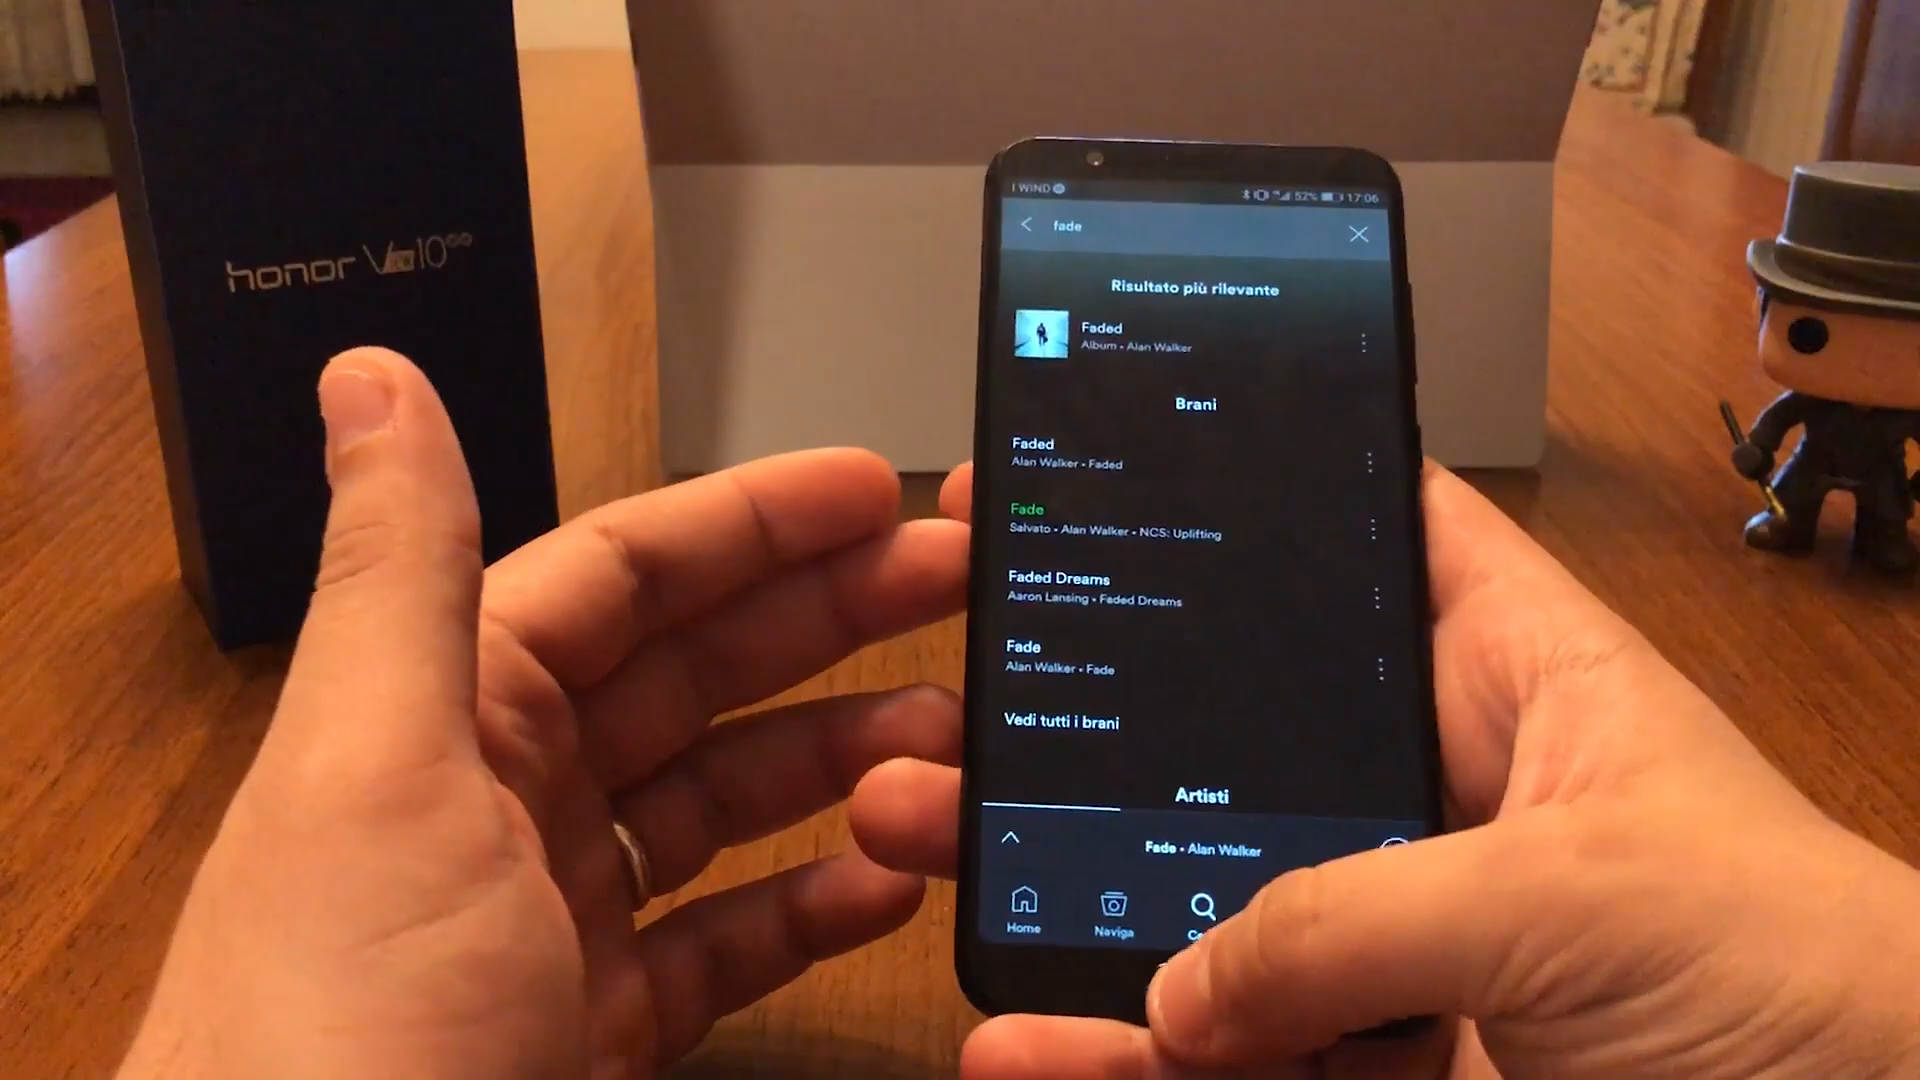 honor View10
I WIND
52% 17:06
fade
Risultato più rilevante
Faded
Album • Alan Walker
Brani
Faded
Alan Walker • Faded
Fade
Salvato • Alan Walker • NCS: Uplifting
Faded Dreams
Aaron Lansing • Faded Dreams
Fade
Alan Walker • Fade
Vedi tutti i brani
Artisti
Fade • Alan Walker
Home
Naviga